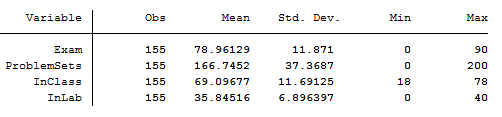 Variable Obs Mean Std. Dev. Min Max
Exam 155 78.96129 11.871 0 90
ProblemSets 155 166.7452 37.3687 0 200
InClass 155 69.09677 11.69125 18 78
InLab 155 35.84516 6.896397 0 40